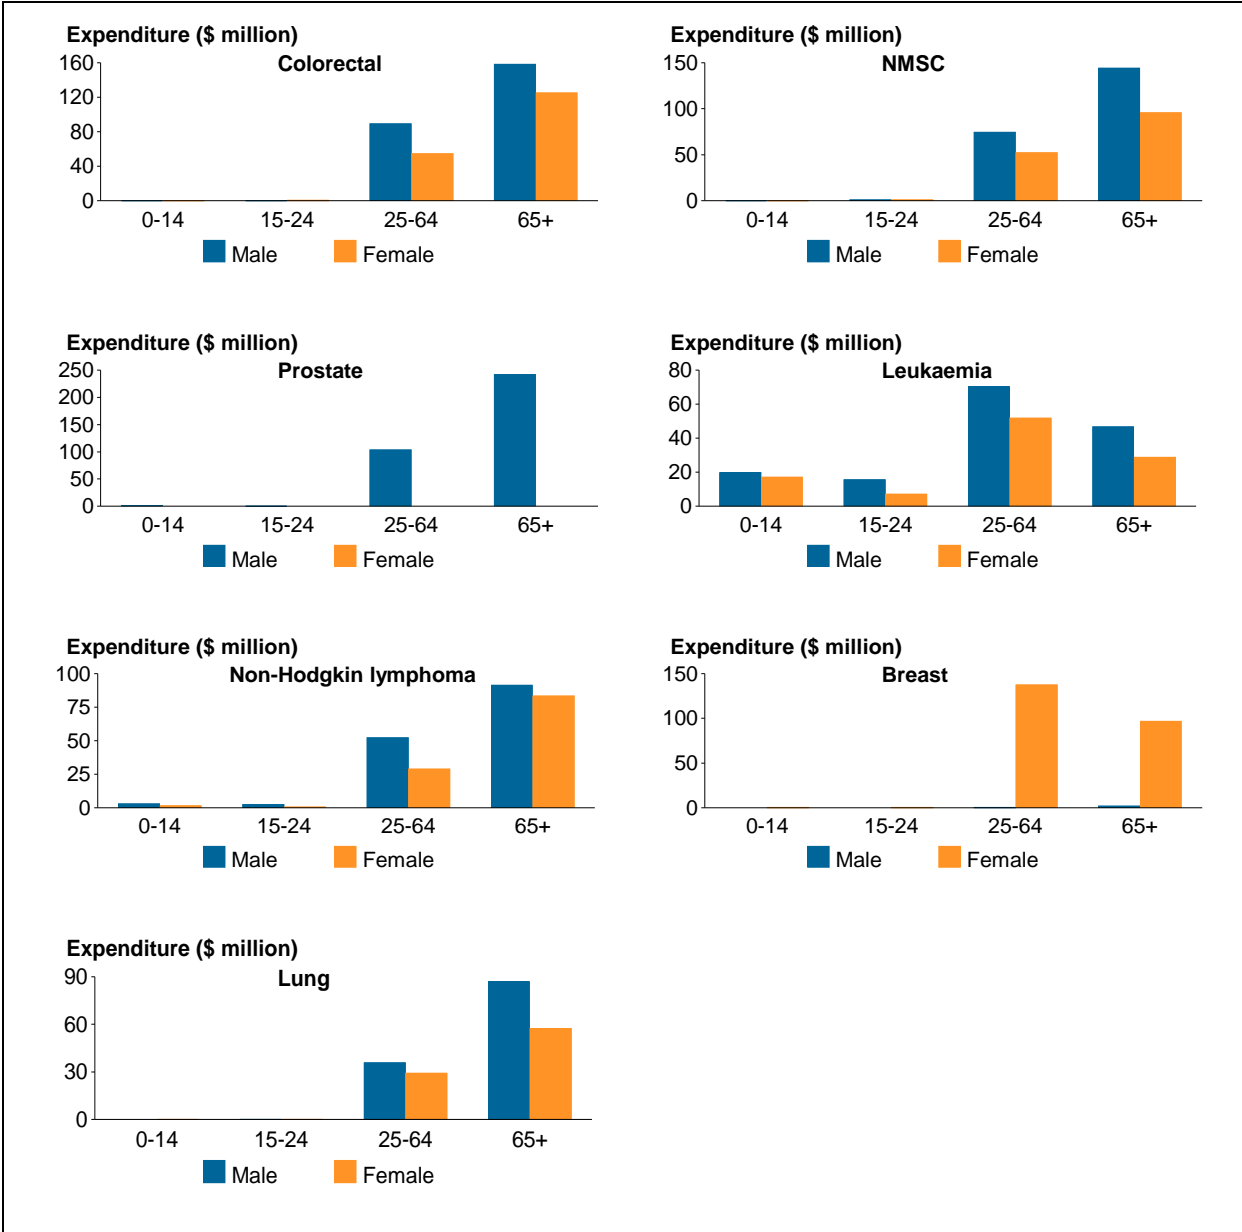 Expenditure ($ million)
Colorectal
160
120
80
40
0
0-14 15-24 25-64 65+
Male Female
Expenditure ($ million)
NMSC
150
100
50
0
0-14 15-24 25-64 65+
Male Female
Expenditure ($ million)
Prostate
250
200
150
100
50
0
0-14 15-24 25-64 65+
Male Female
Expenditure ($ million)
Leukaemia
80
60
40
20
0
0-14 15-24 25-64 65+
Male Female
Expenditure ($ million)
Non-Hodgkin lymphoma
100
75
50
25
0
0-14 15-24 25-64 65+
Male Female
Expenditure ($ million)
Breast
150
100
50
0
0-14 15-24 25-64 65+
Male Female
Expenditure ($ million)
Lung
90
60
30
0
0-14 15-24 25-64 65+
Male Female